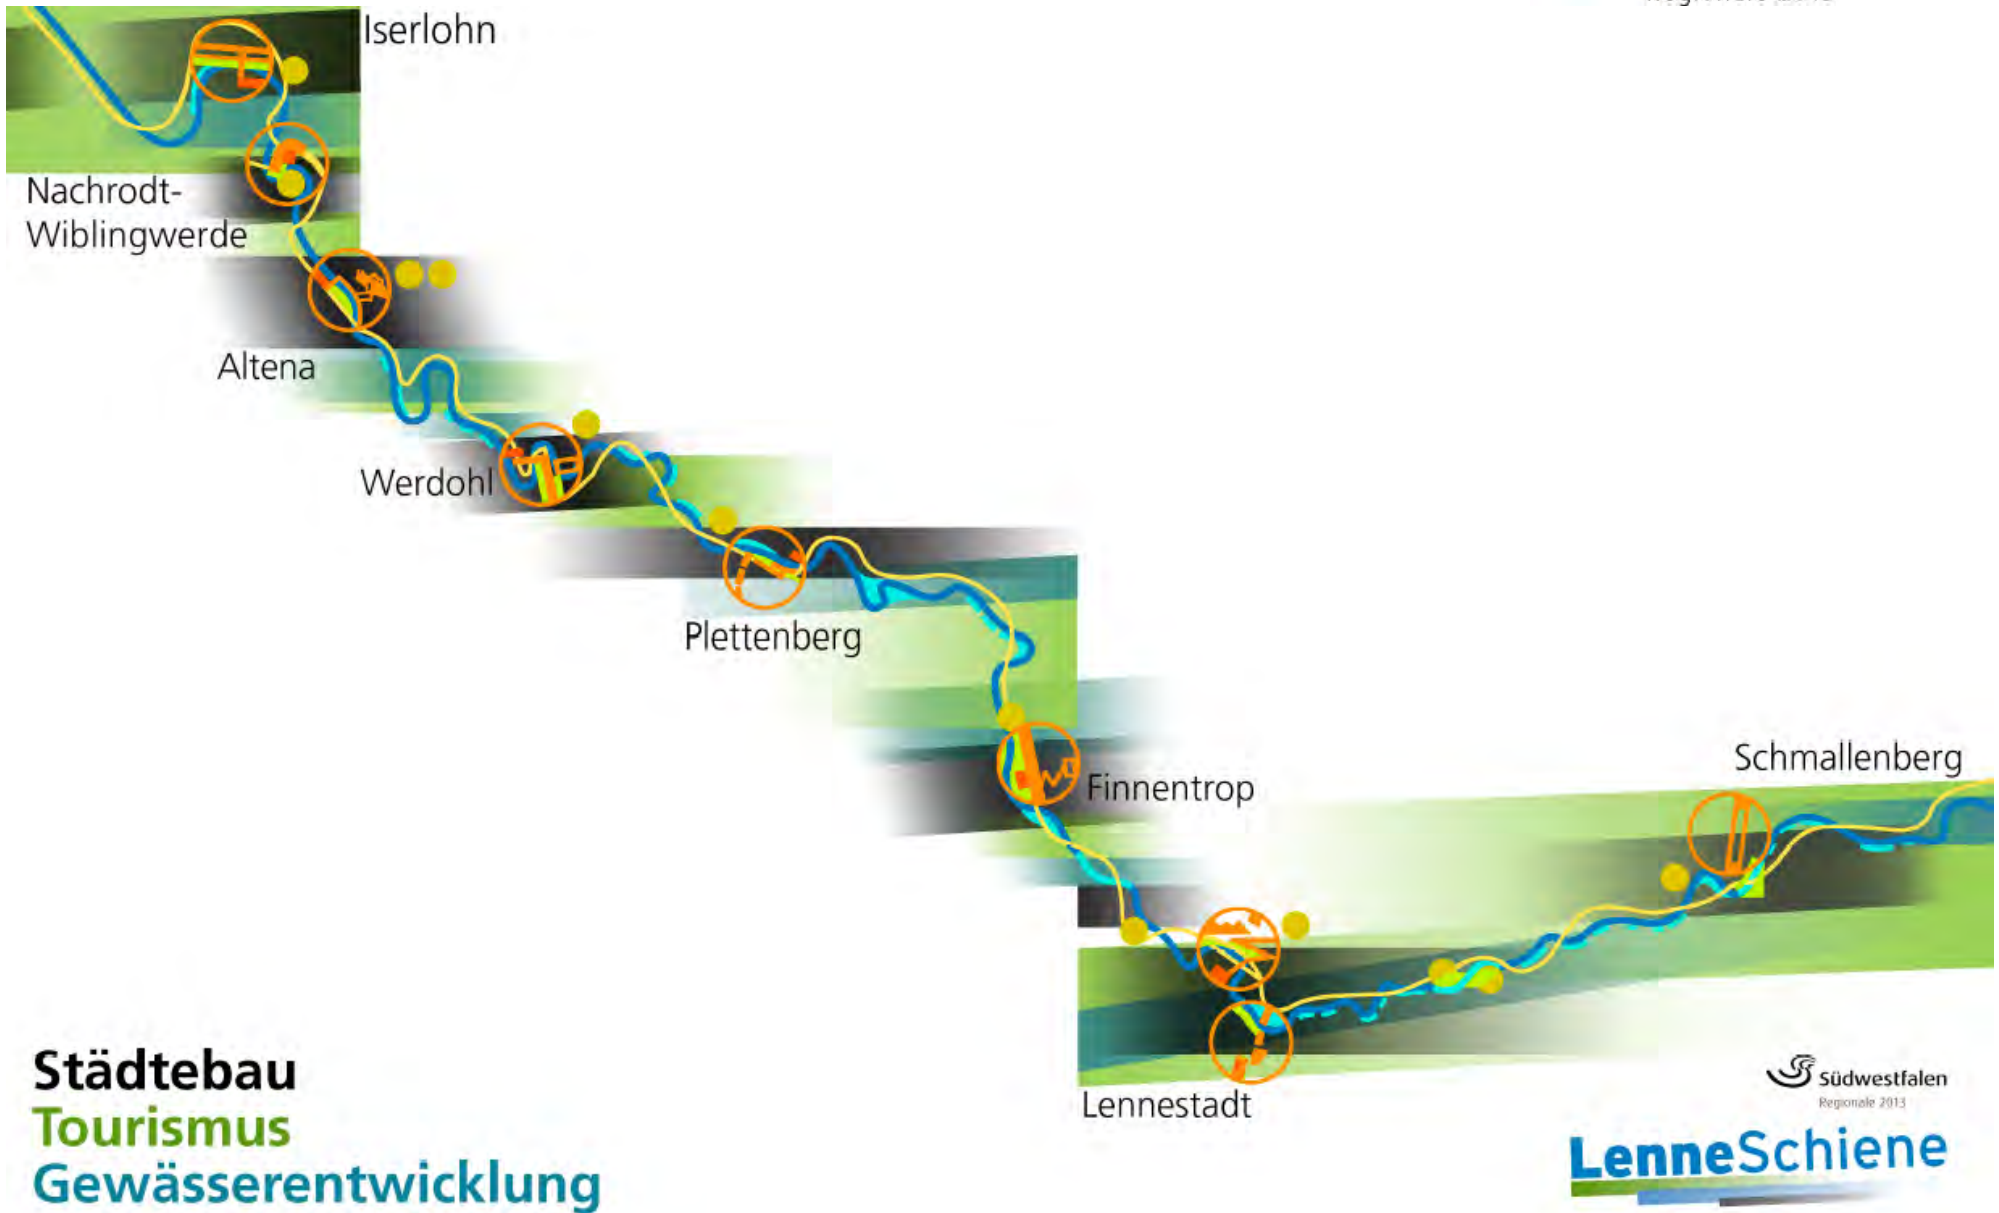 Iserlohn
Nachrodt-
Wiblingwerde
Altena
Werdohl
Plettenberg
Finnentrop
Schmallenberg
Lennestadt
Städtebau
Tourismus
Gewässerentwicklung
Südwestfalen
Regionale 2013
LenneSchiene